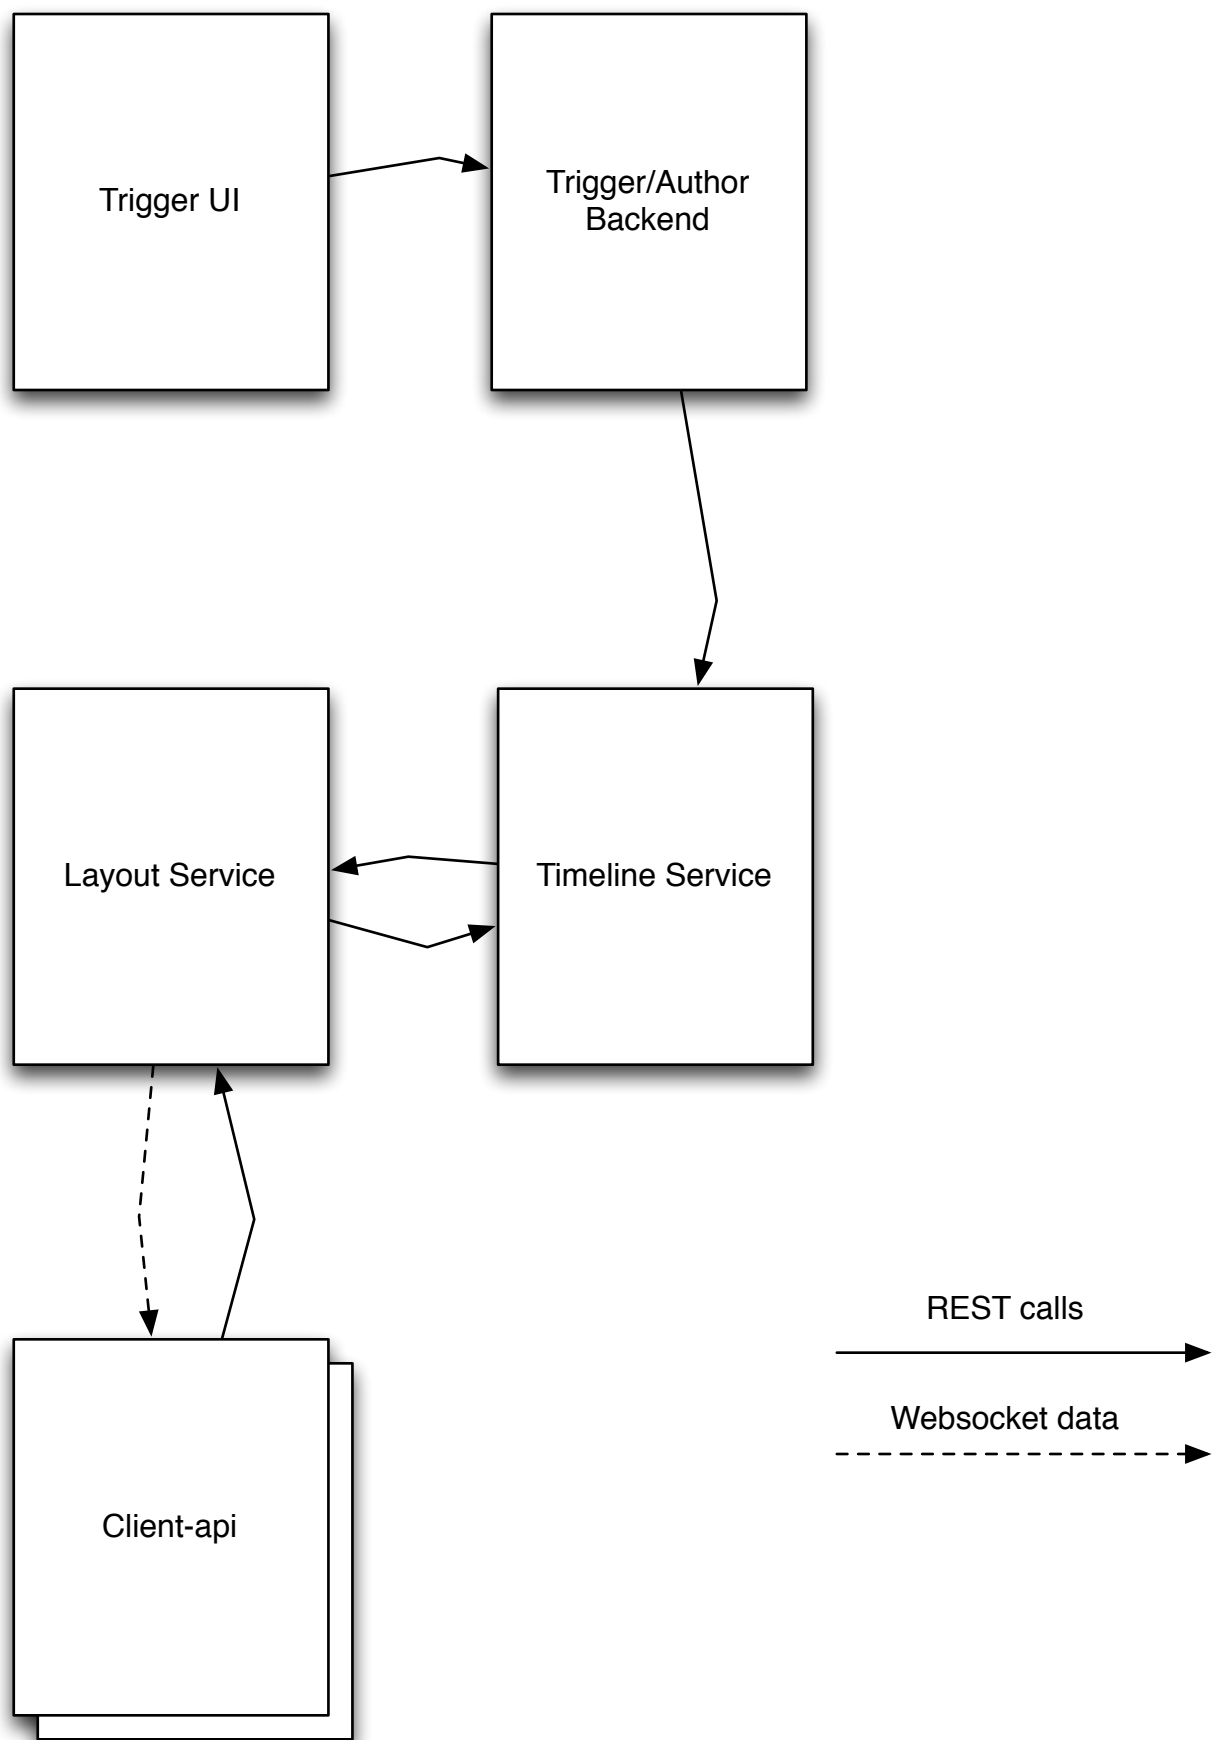 Trigger UI
Trigger/Author
Backend
Layout Service
Timeline Service
REST calls
Websocket data
Client-api